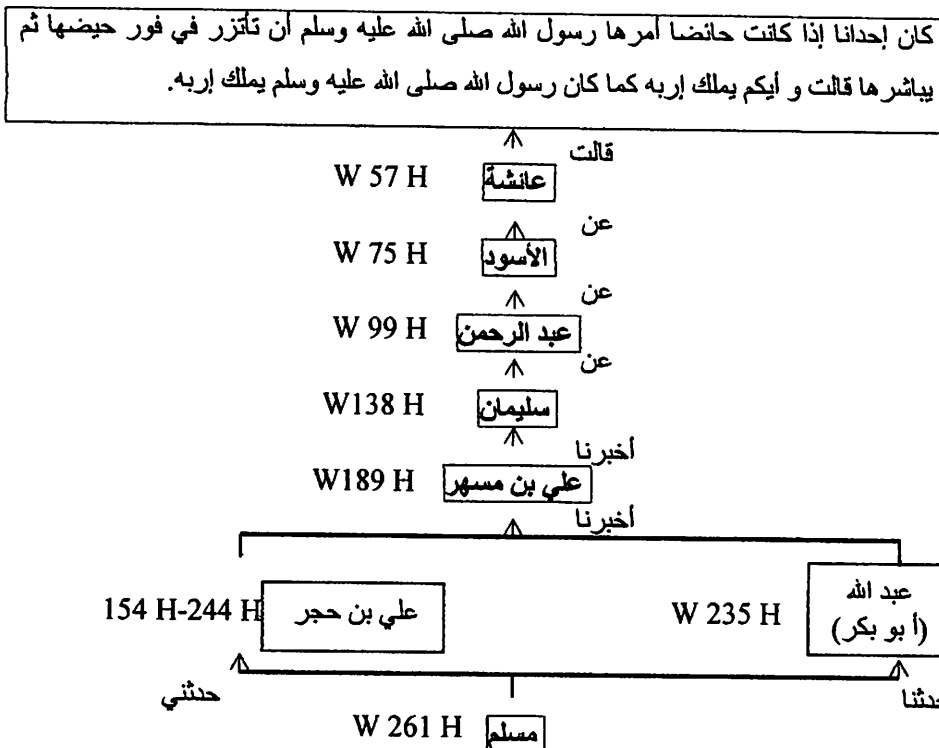 كان إحدانا إذا كانت حائضا أمرها رسول الله صلى الله عليه وسلم أن تأتزر في فور حيضها ثم
يباشرها قالت و أيكم يملك إربه كما كان رسول الله صلى الله عليه وسلم يملك إربه.
قالت
عائشة W 57 H
عن
الأسود W 75 H
عن
عبد الرحمن W 99 H
عن
سليمان W138 H
أخبرنا
علي بن مسهر W189 H
أخبرنا
عبد الله
(أبو بكر) W 235 H
علي بن حجر 154 H-244 H
حدثنا
حدثني
مسلم W 261 H